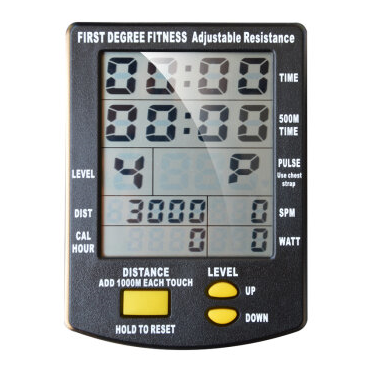 FIRST DEGREE FITNESS Adjustable Resistance
00:00 TIME
00:00 500M
TIME
LEVEL 4 P PULSE
Use chest
strap
DIST 3000 0 SPM
CAL
HOUR 0 0 WATT
DISTANCE LEVEL
ADD 1000M EACH TOUCH
UP
DOWN
HOLD TO RESET